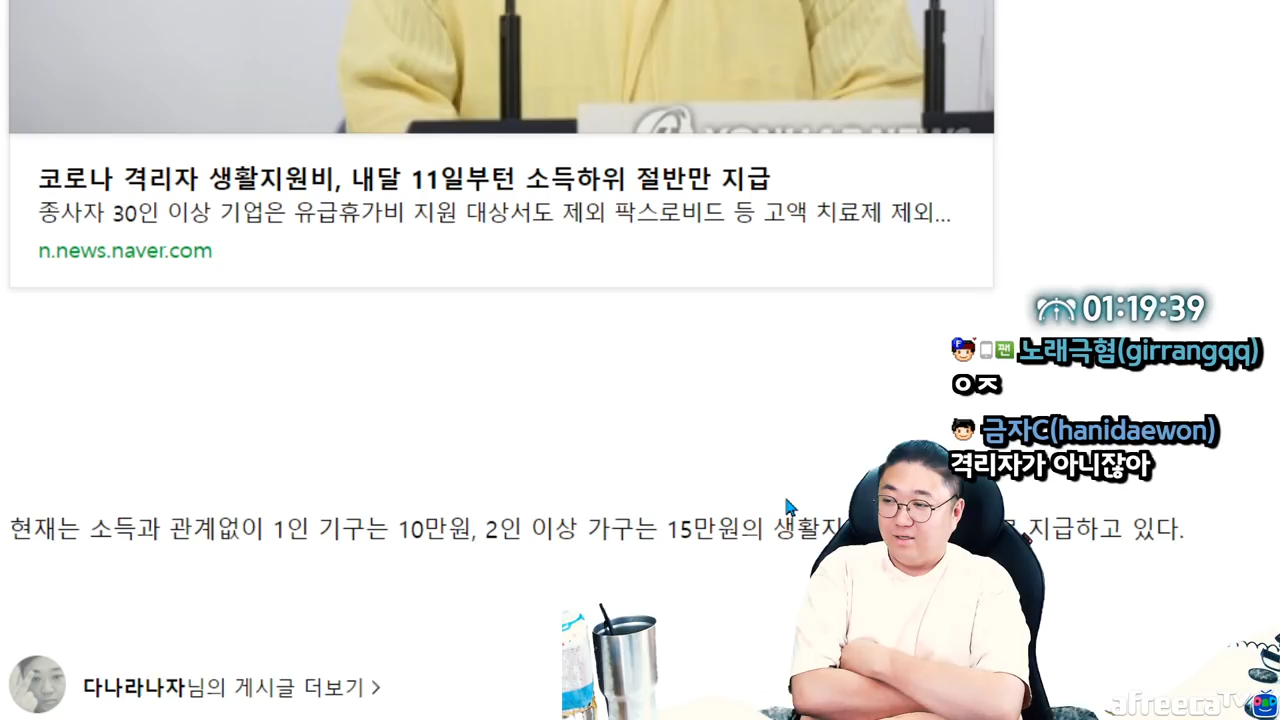 YONHAP NEWS
코로나 격리자 생활지원비, 내달 11일부턴 소득하위 절반만 지급
종사자 30인 이상 기업은 유급휴가비 지원 대상서도 제외 팍스로비드 등 고액 치료제 제외...
n.news.naver.com
01:19:39
F 팬 노래극혐(girrangqq)
ㅇㅈ
금자C(hanidaewon)
격리자가 아니잖아
현재는 소득과 관계없이 1인 기구는 10만원, 2인 이상 가구는 15만원의 지급하고 있다.
다나라나자님의 게시글 더보기 >
afreecaTV